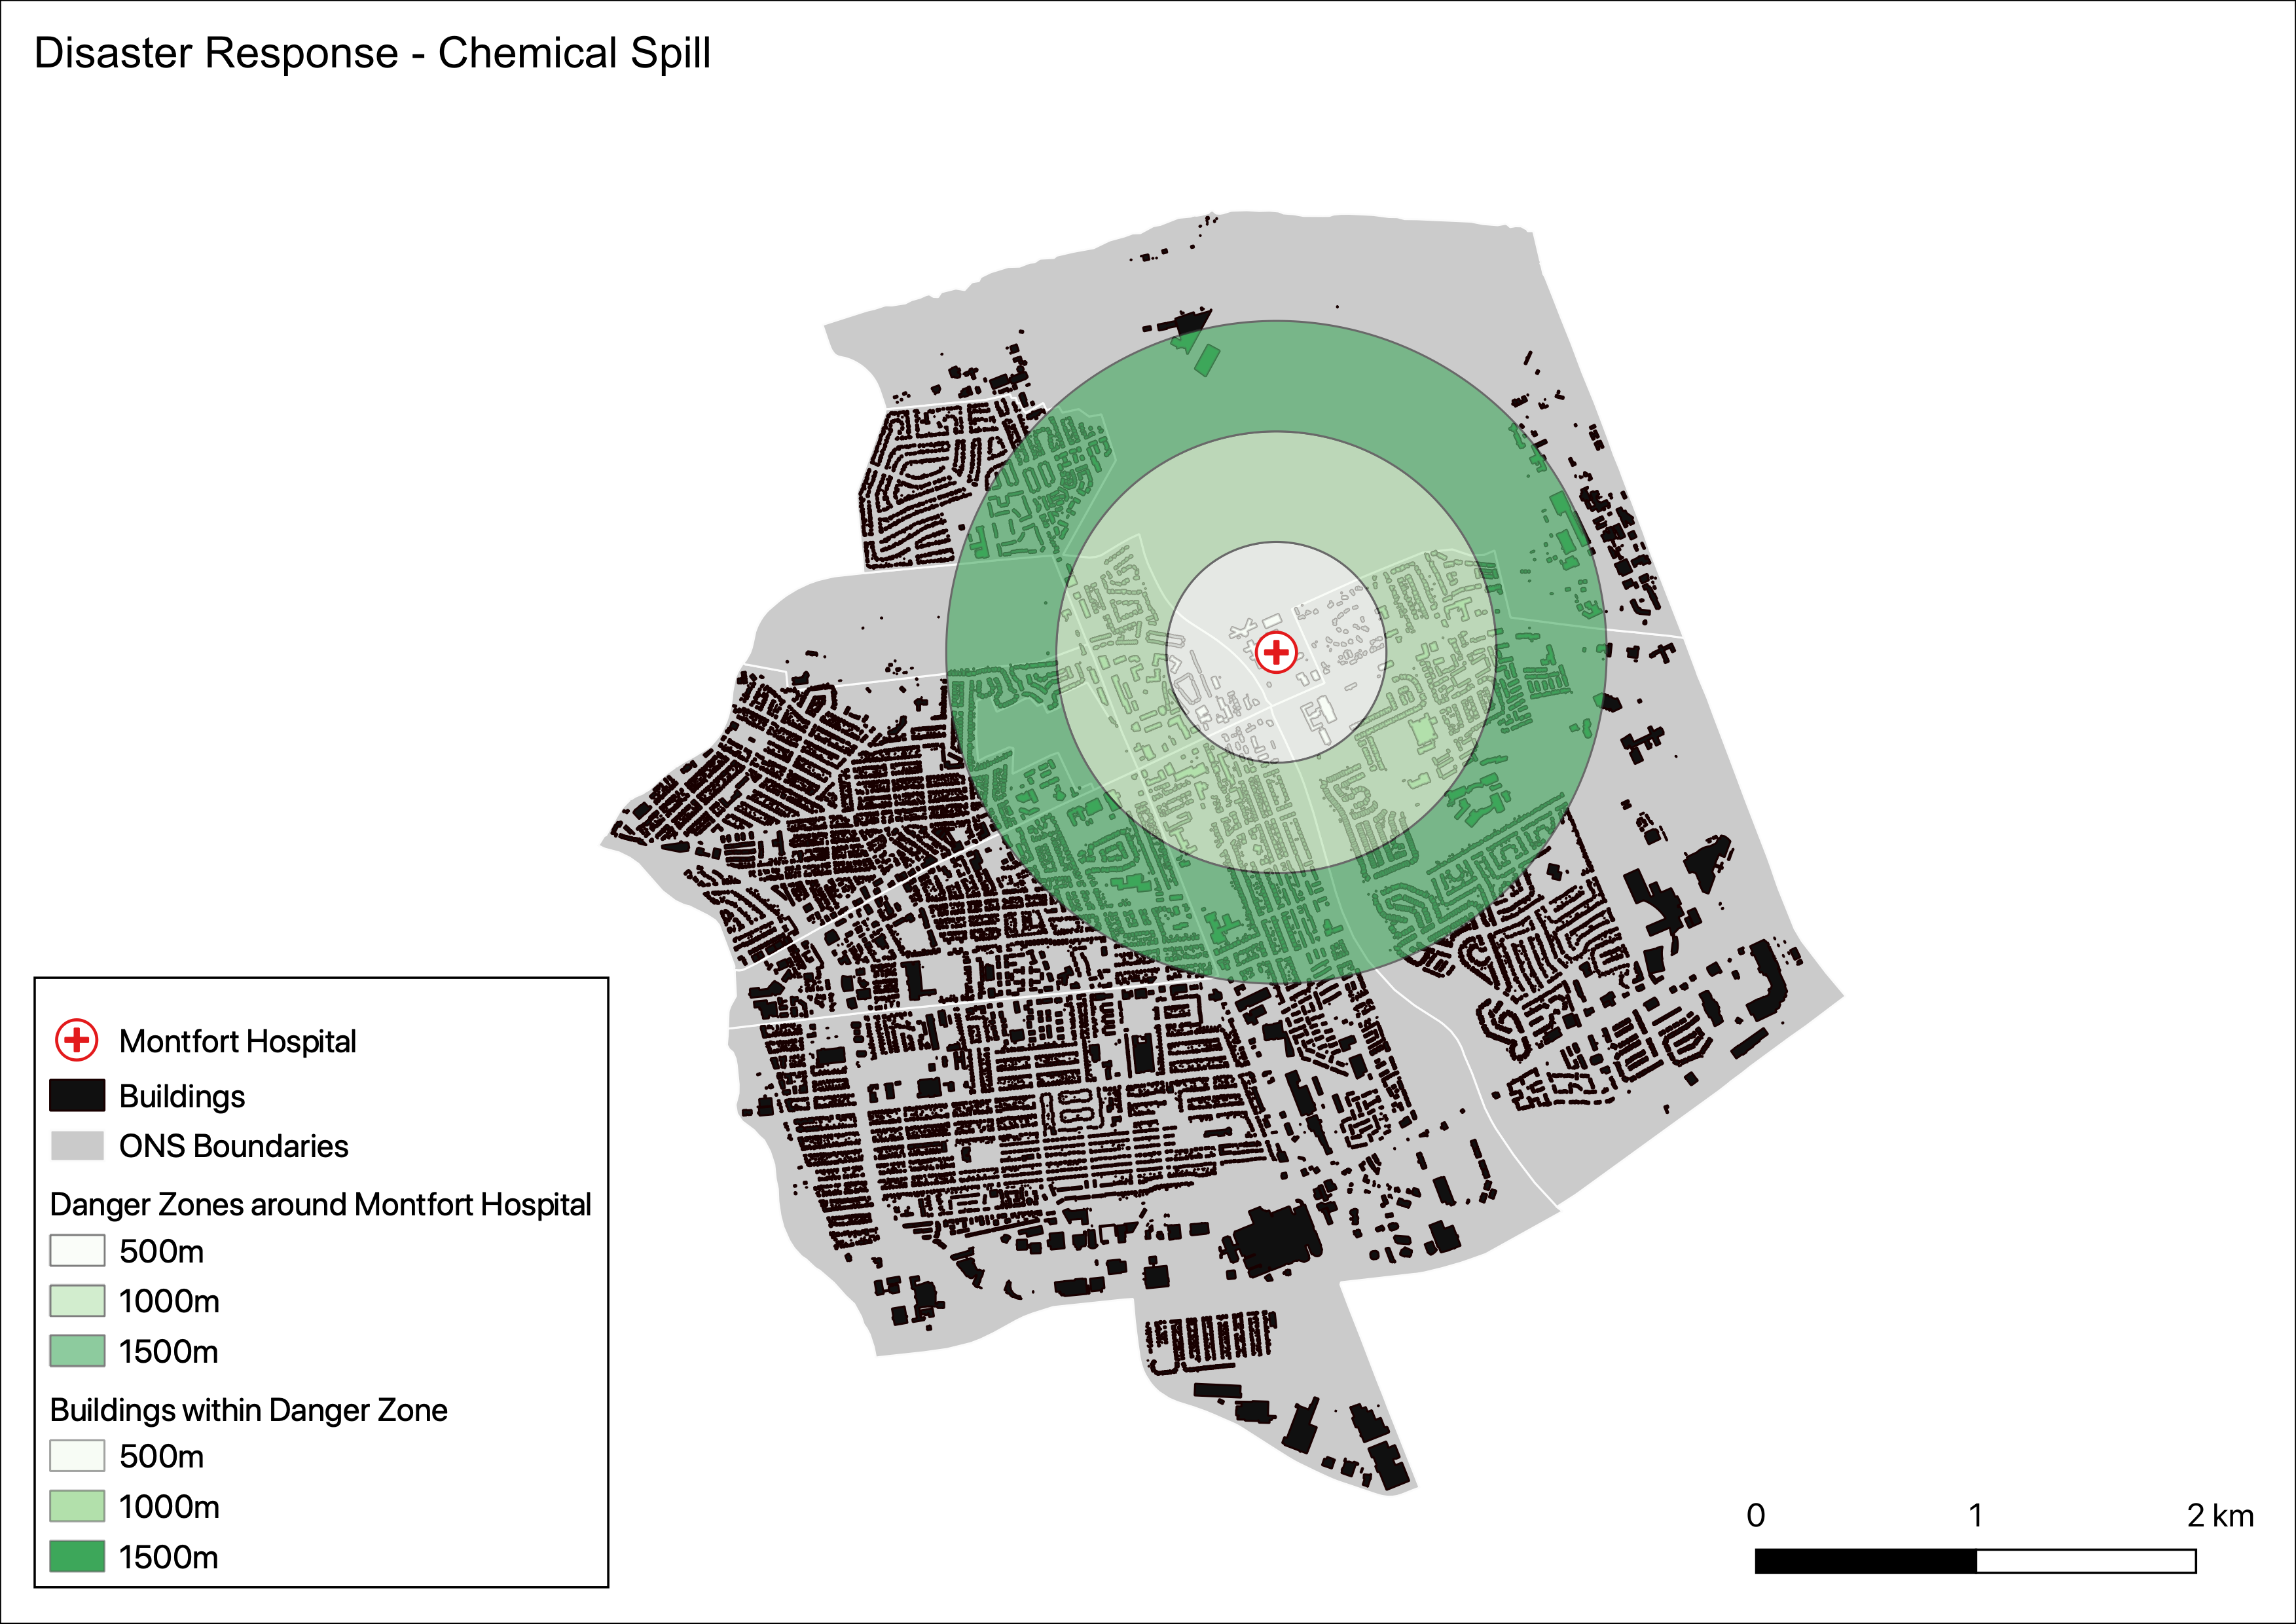 Disaster Response - Chemical Spill
Montfort Hospital
Buildings
ONS Boundaries
Danger Zones around Montfort Hospital
500m
1000m
1500m
Buildings within Danger Zone
500m
1000m
1500m
0 1 2 km